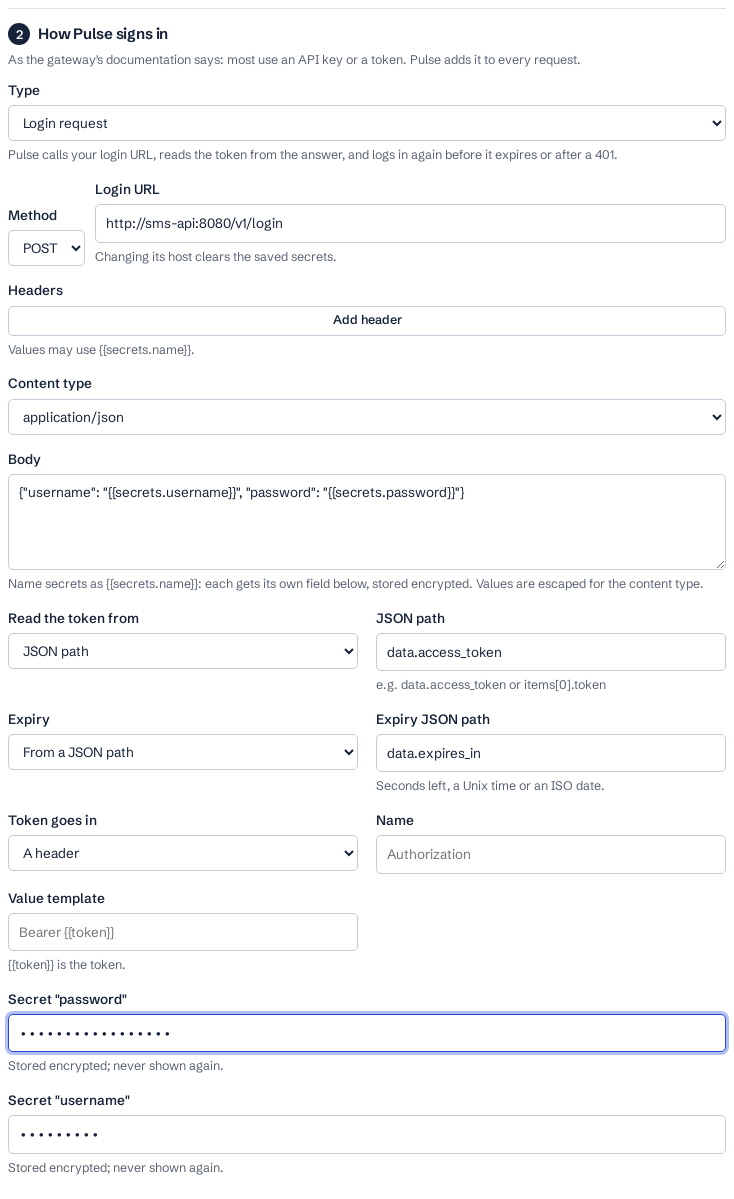 2 How Pulse signs in
As the gateway's documentation says: most use an API key or a token. Pulse adds it to every request.
Type
Login request
Pulse calls your login URL, reads the token from the answer, and logs in again before it expires or after a 401.
Method
POST
Login URL
http://sms-api:8080/v1/login
Changing its host clears the saved secrets.
Headers
Add header
Values may use {{secrets.name}}.
Content type
application/json
Body
{"username": "{{secrets.username}}", "password": "{{secrets.password}}"}
Name secrets as {{secrets.name}}: each gets its own field below, stored encrypted. Values are escaped for the content type.
Read the token from
JSON path
JSON path
data.access_token
e.g. data.access_token or items[0].token
Expiry
From a JSON path
Expiry JSON path
data.expires_in
Seconds left, a Unix time or an ISO date.
Token goes in
A header
Name
Authorization
Value template
Bearer {{token}}
{{token}} is the token.
Secret "password"
•••••••••••••••••
Stored encrypted; never shown again.
Secret "username"
•••••••••
Stored encrypted; never shown again.